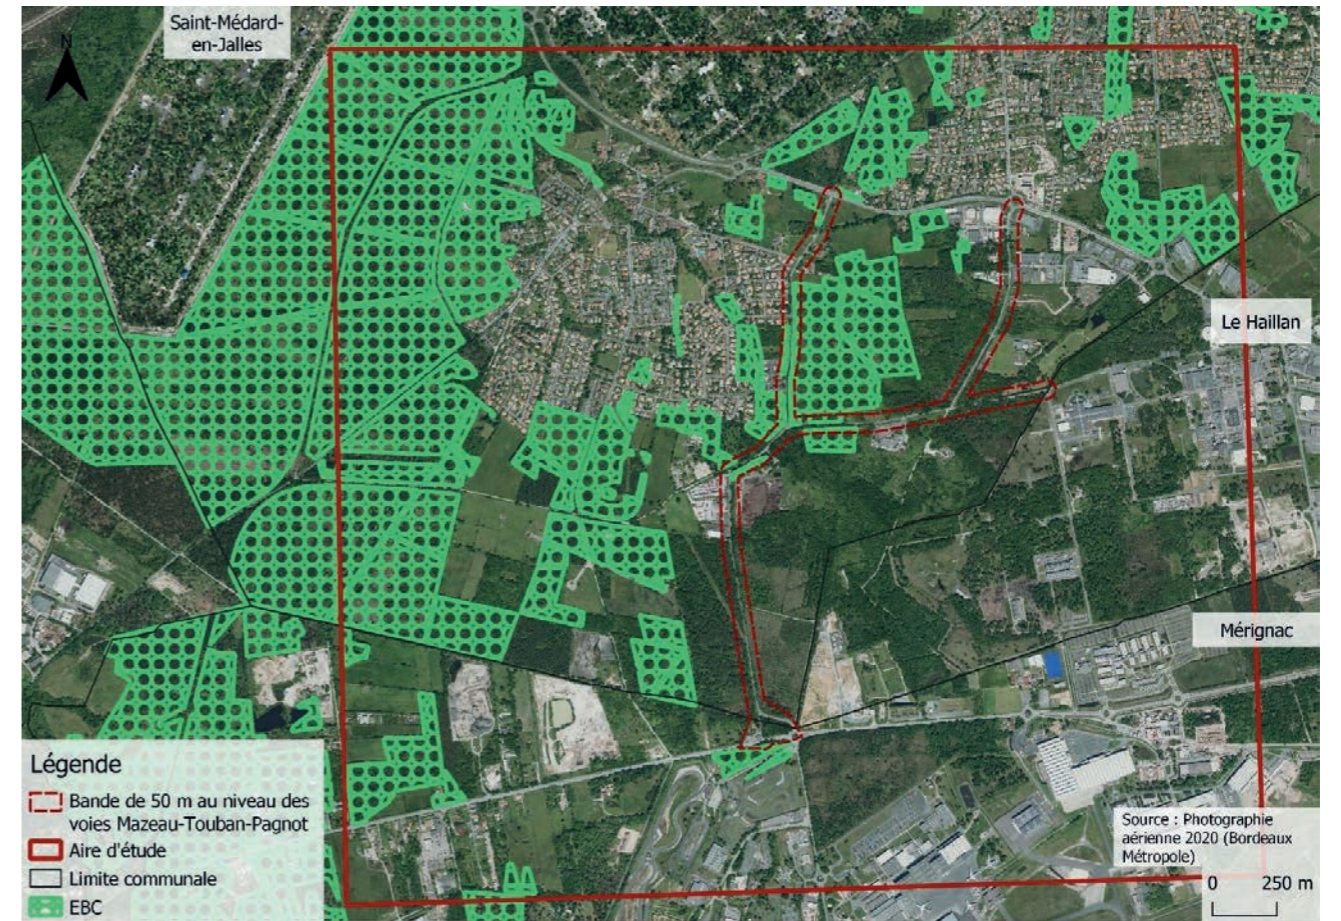 Saint-Médard-
en-Jalles
N
Le Haillan
Mérignac
Légende
Bande de 50 m au niveau des
voies Mazeau-Touban-Pagnot
Aire d'étude
Limite communale
EBC
Source : Photographie
aérienne 2020 (Bordeaux
Métropole)
0 250 m